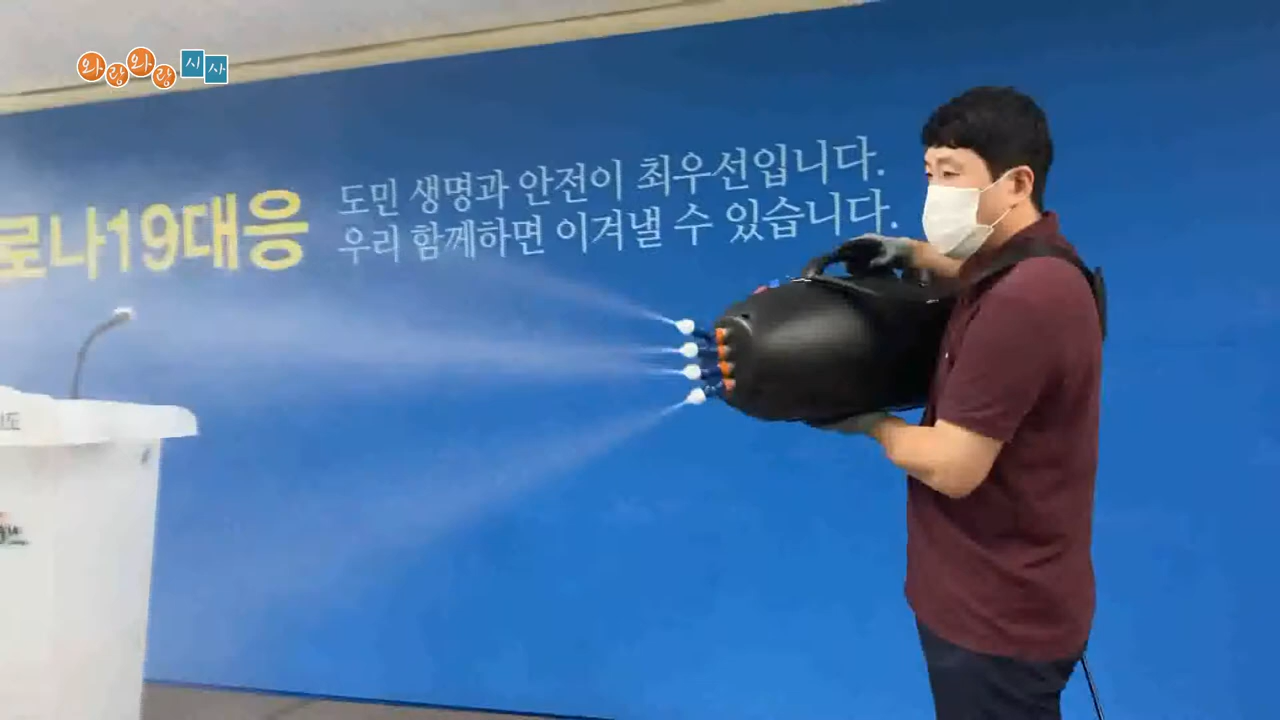 와랑와랑 시사
로나19대응
도민 생명과 안전이 최우선입니다.
우리 함께하면 이겨낼 수 있습니다.
도